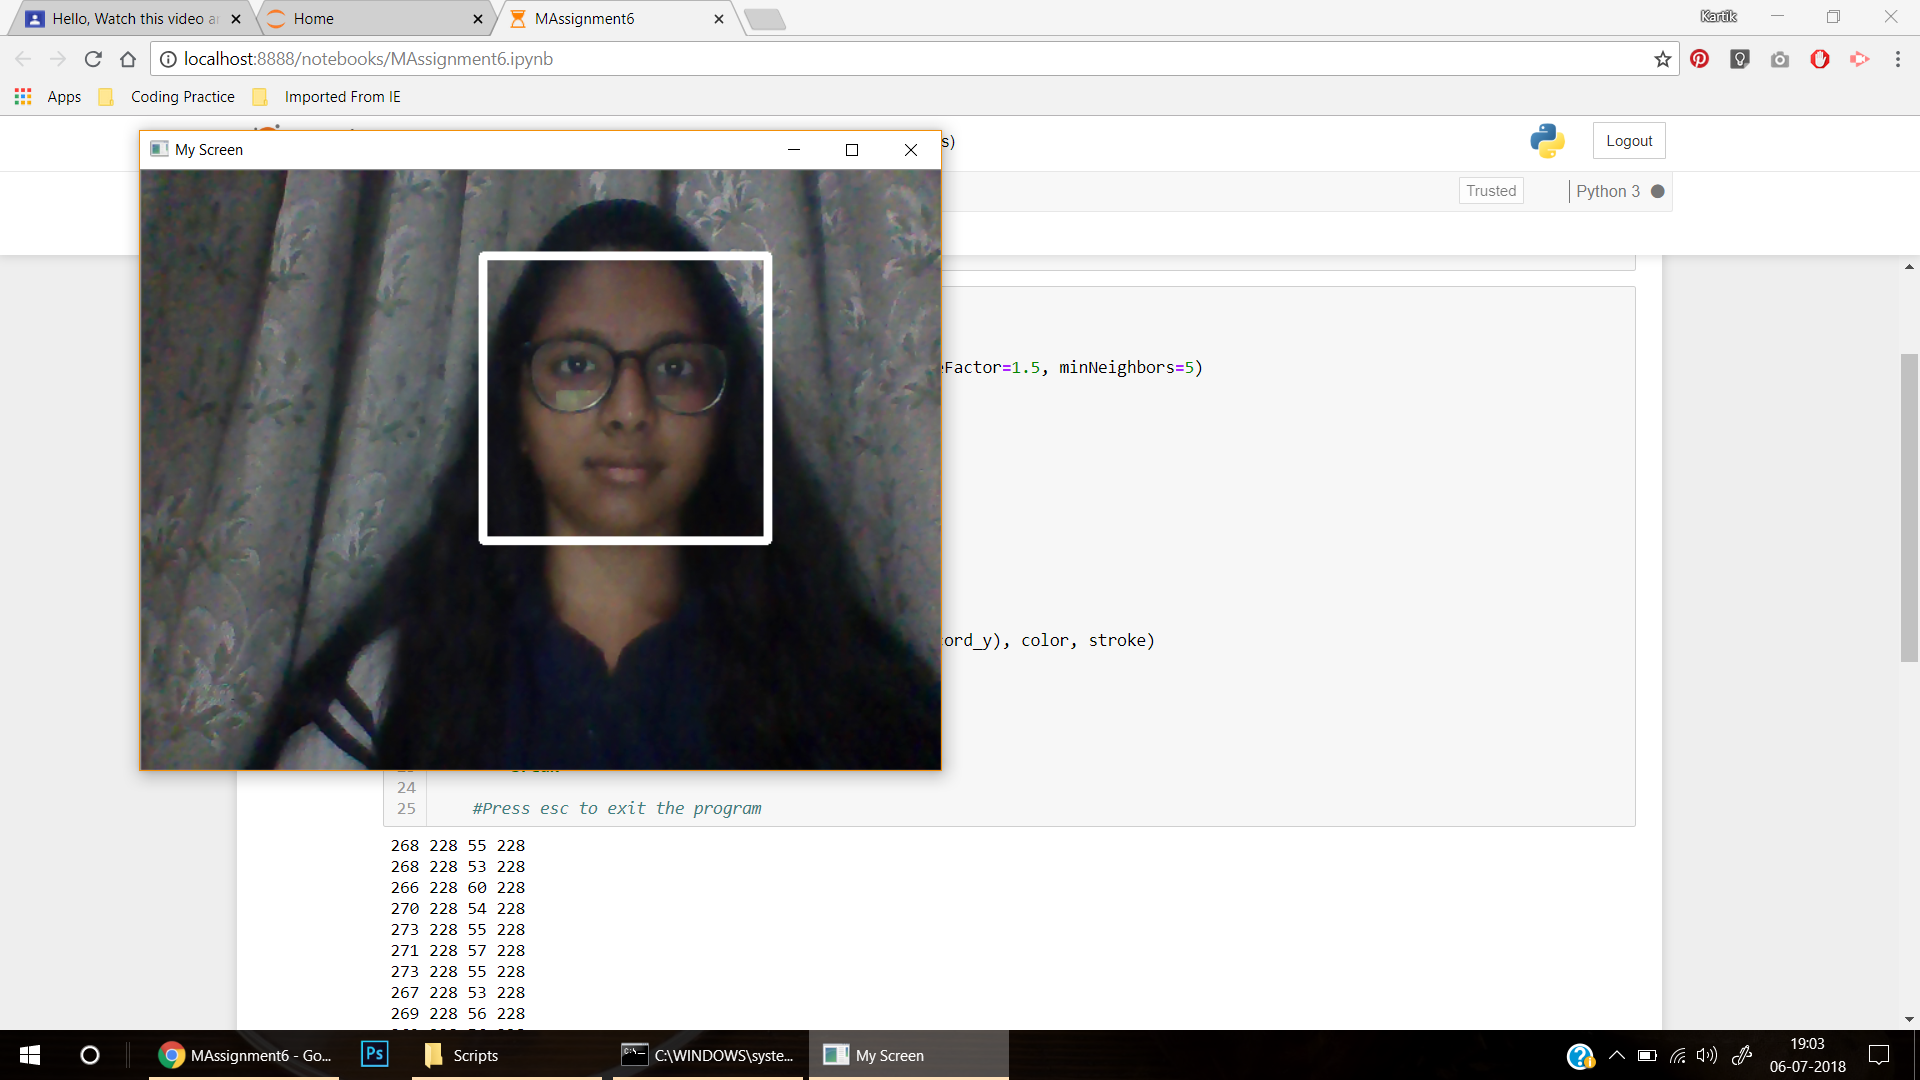 Hello, Watch this video a
Home
MAssignment6
Kartik
localhost:8888/notebooks/MAssignment6.ipynb
Apps
Coding Practice
Imported From IE
My Screen
s)
Logout
Trusted
Python 3
eFactor=1.5, minNeighbors=5)
cord_y), color, stroke)
24
25 #Press esc to exit the program
268 228 55 228
268 228 53 228
266 228 60 228
270 228 54 228
273 228 55 228
271 228 57 228
273 228 55 228
267 228 53 228
269 228 56 228
MAssignment6 - Go...
Ps
Scripts
C:\WINDOWS\syste...
My Screen
19:03
06-07-2018